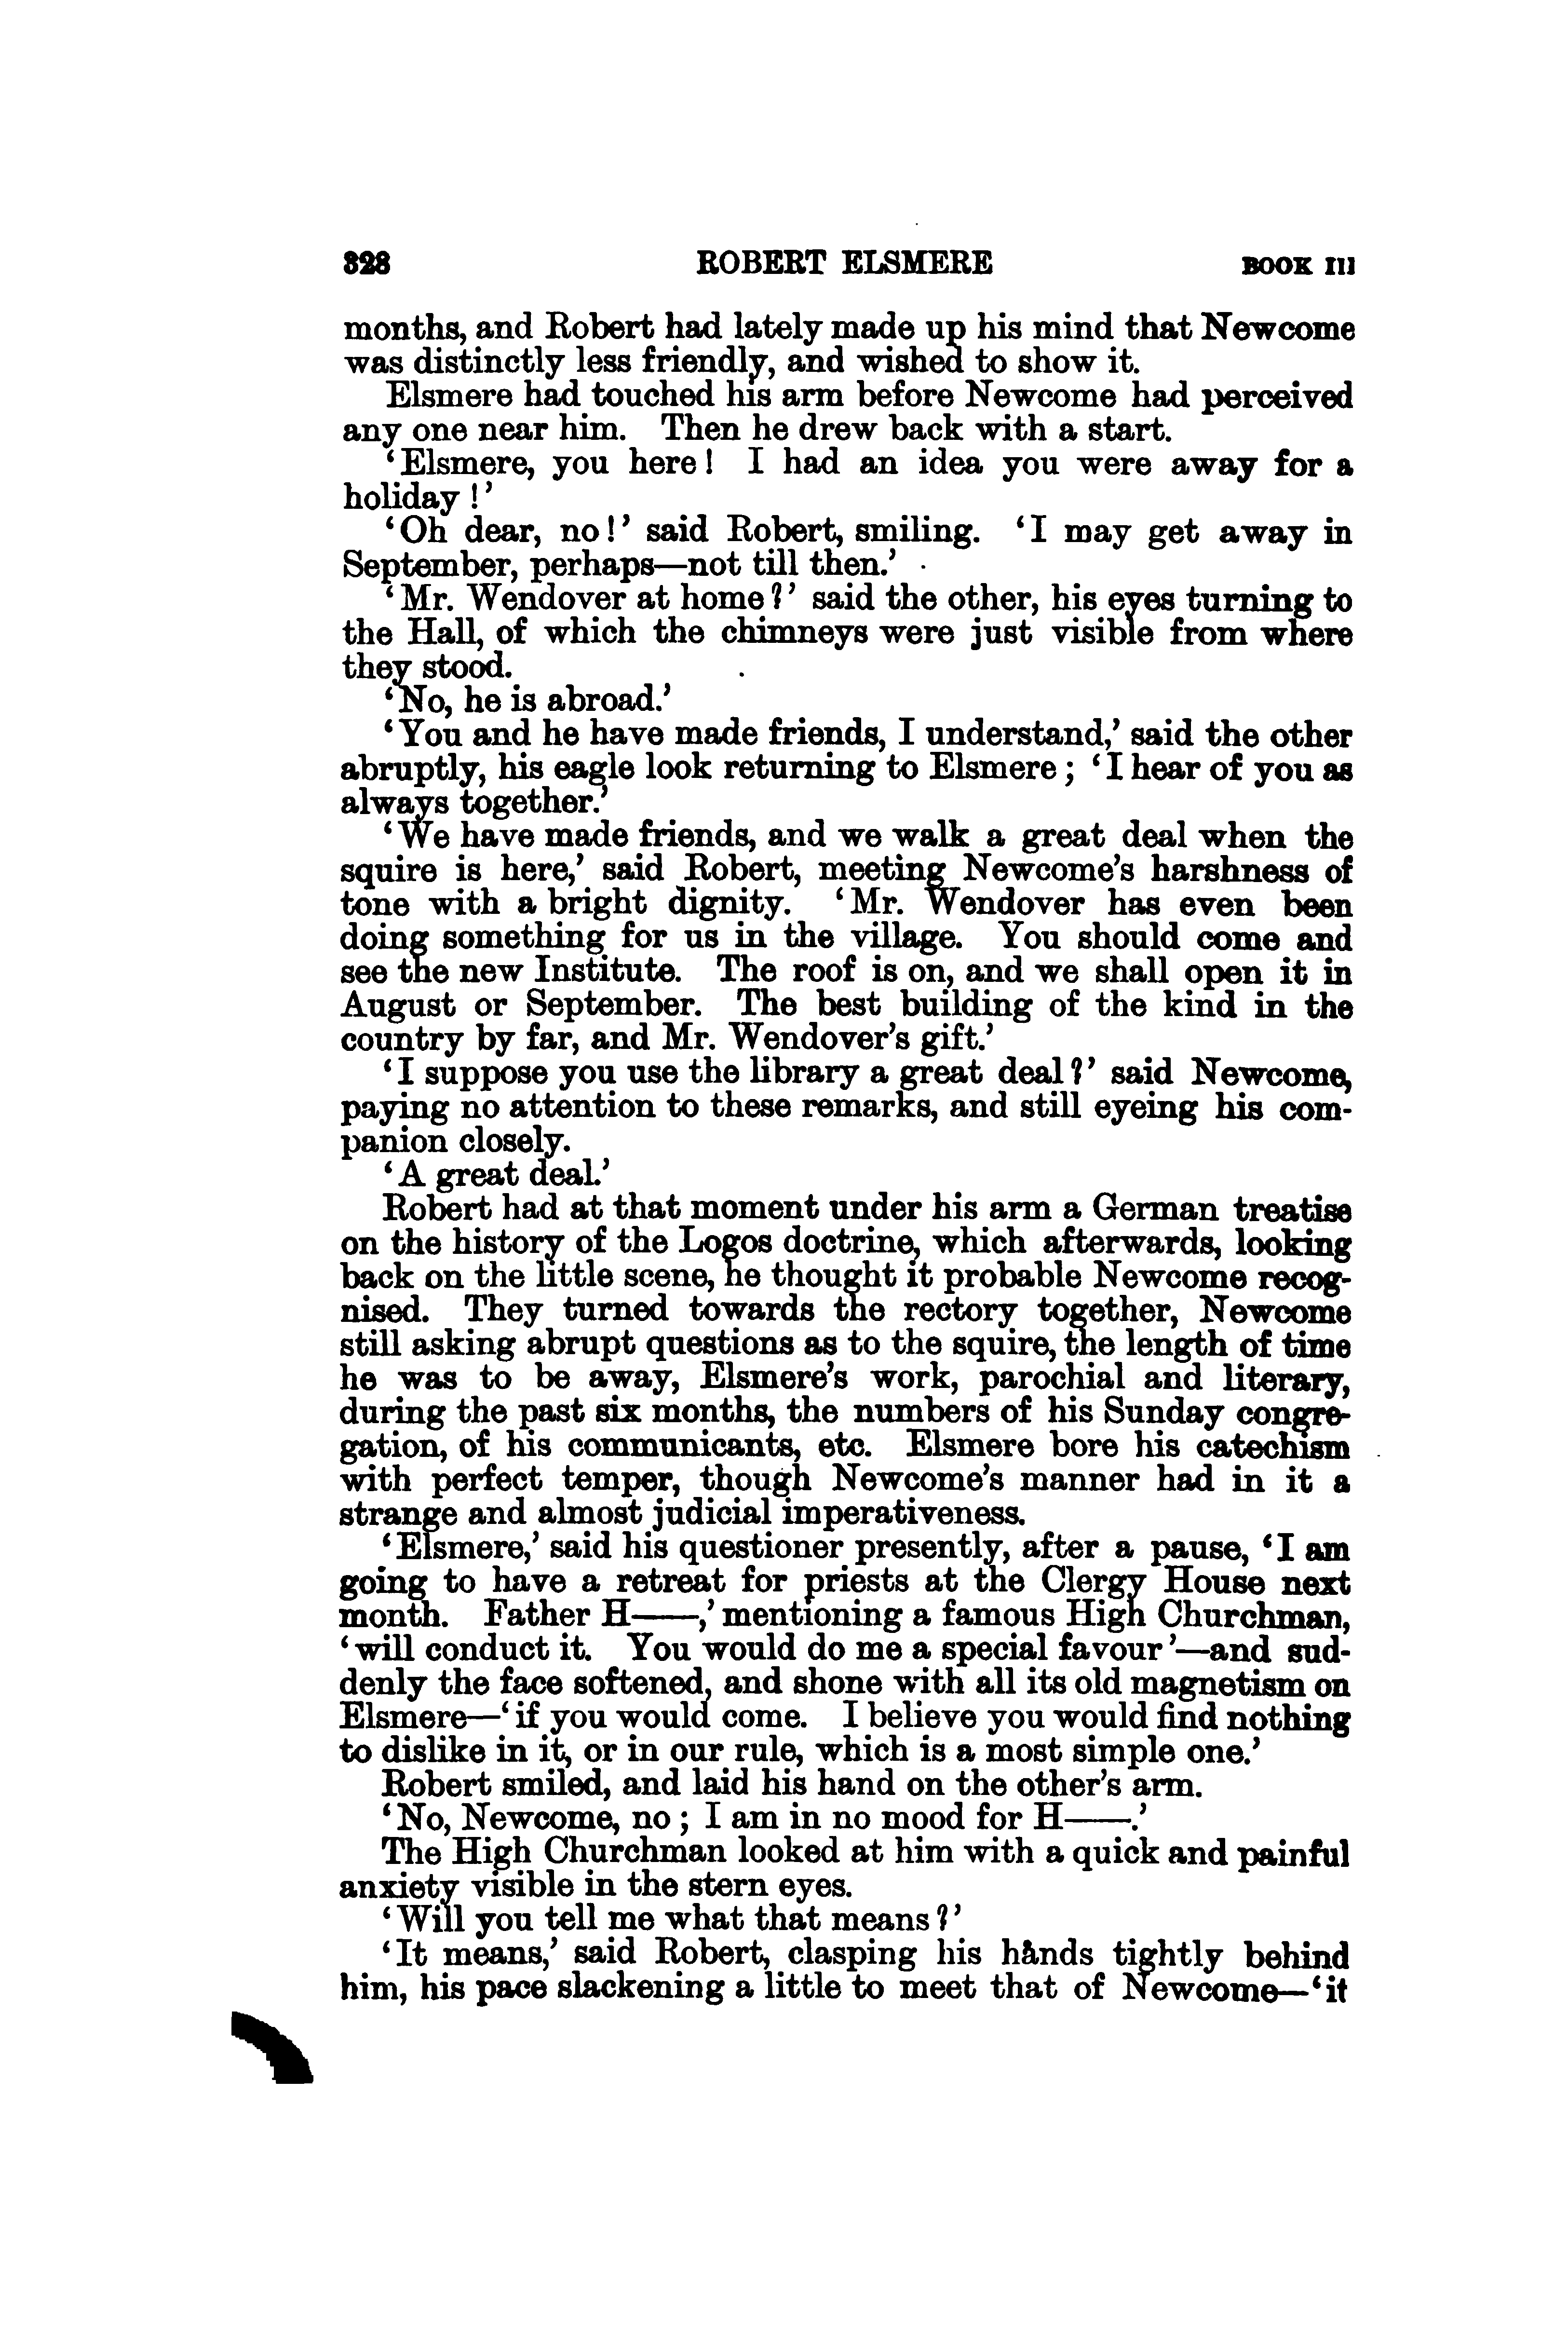 328 ROBERT ELSMERE BOOK III
months, and Robert had lately made up his mind that Newcome
was distinctly less friendly, and wished to show it.
Elsmere had touched his arm before Newcome had perceived
any one near him. Then he drew back with a start.
‘Elsmere, you here! I had an idea you were away for a
holiday!’
‘Oh dear, no!’ said Robert, smiling. ‘I may get away in
September, perhaps—not till then.’
‘Mr. Wendover at home?’ said the other, his eyes turning to
the Hall, of which the chimneys were just visible from where
they stood.
‘No, he is abroad.’
‘You and he have made friends, I understand,’ said the other
abruptly, his eagle look returning to Elsmere; ‘I hear of you as
always together.’
‘We have made friends, and we walk a great deal when the
squire is here,’ said Robert, meeting Newcome’s harshness of
tone with a bright dignity. ‘Mr. Wendover has even been
doing something for us in the village. You should come and
see the new Institute. The roof is on, and we shall open it in
August or September. The best building of the kind in the
country by far, and Mr. Wendover’s gift.’
‘I suppose you use the library a great deal?’ said Newcome,
paying no attention to these remarks, and still eyeing his com-
panion closely.
‘A great deal.’
Robert had at that moment under his arm a German treatise
on the history of the Logos doctrine, which afterwards, looking
back on the little scene, he thought it probable Newcome recog-
nised. They turned towards the rectory together, Newcome
still asking abrupt questions as to the squire, the length of time
he was to be away, Elsmere’s work, parochial and literary,
during the past six months, the numbers of his Sunday congre-
gation, of his communicants, etc. Elsmere bore his catechism
with perfect temper, though Newcome’s manner had in it a
strange and almost judicial imperativeness.
‘Elsmere,’ said his questioner presently, after a pause, ‘I am
going to have a retreat for priests at the Clergy House next
month. Father H——,’ mentioning a famous High Churchman,
‘will conduct it. You would do me a special favour’—and sud-
denly the face softened, and shone with all its old magnetism on
Elsmere—‘if you would come. I believe you would find nothing
to dislike in it, or in our rule, which is a most simple one.’
Robert smiled, and laid his hand on the other’s arm.
‘No, Newcome, no; I am in no mood for H——.’
The High Churchman looked at him with a quick and painful
anxiety visible in the stern eyes.
‘Will you tell me what that means?’
‘It means,’ said Robert, clasping his hands tightly behind
him, his pace slackening a little to meet that of Newcome—‘it